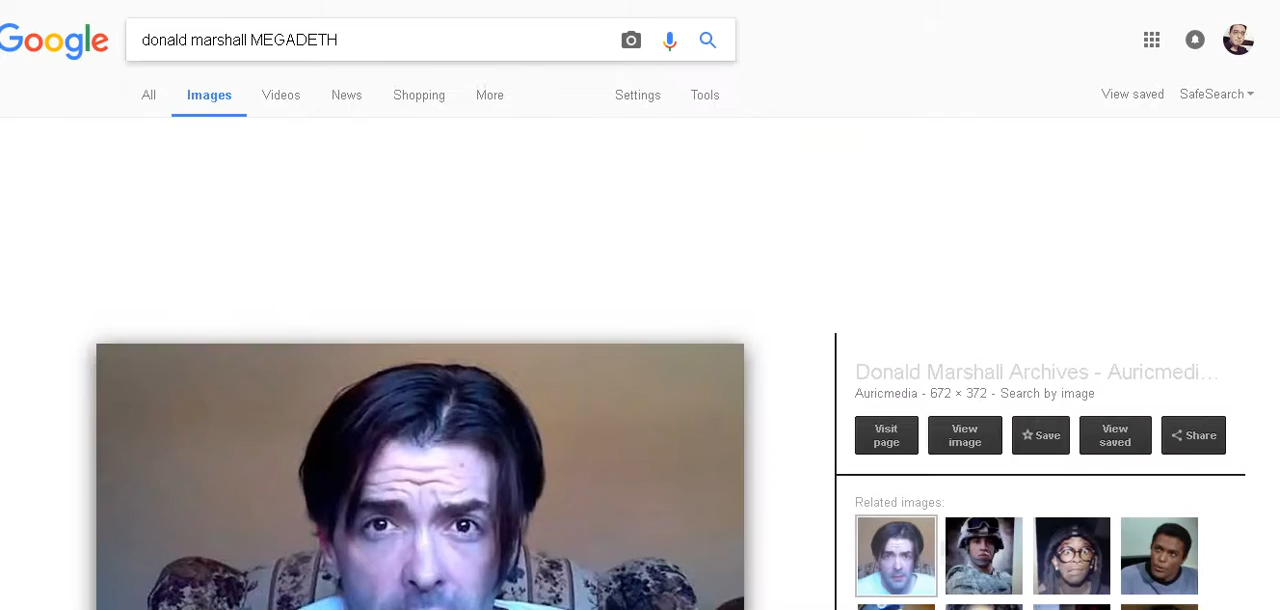 Google donald marshall MEGADETH
All Images Videos News Shopping More Settings Tools View saved SafeSearch
Donald Marshall Archives - Auricmedi...
Auricmedia - 672 × 372 - Search by image
Visit page View image Save View saved Share
Related images: